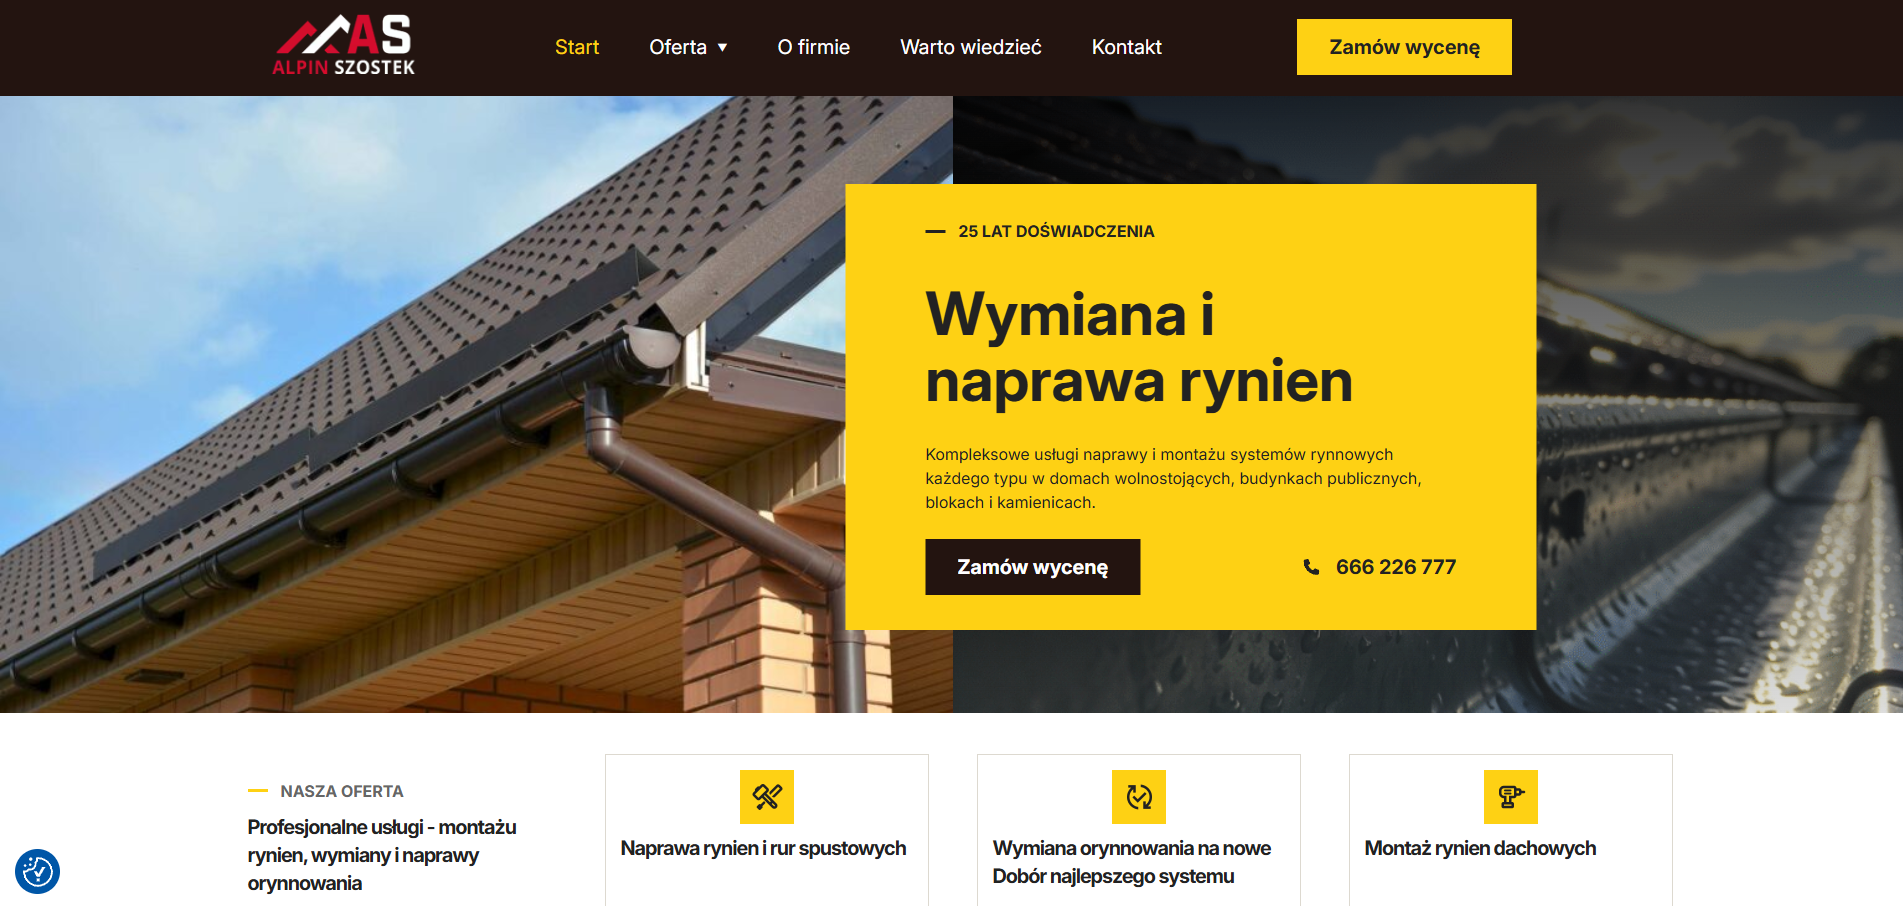 AS
ALPIN SZOSTEK
Start
Oferta
O firmie
Warto wiedzieć
Kontakt
Zamów wycenę
25 LAT DOŚWIADCZENIA
Wymiana i
naprawa rynien
Kompleksowe usługi naprawy i montażu systemów rynnowych
każdego typu w domach wolnostojących, budynkach publicznych,
blokach i kamienicach.
Zamów wycenę
666 226 777
NASZA OFERTA
Profesjonalne usługi - montażu
rynien, wymiany i naprawy
orynnowania
Naprawa rynien i rur spustowych
Wymiana orynnowania na nowe
Dobór najlepszego systemu
Montaż rynien dachowych